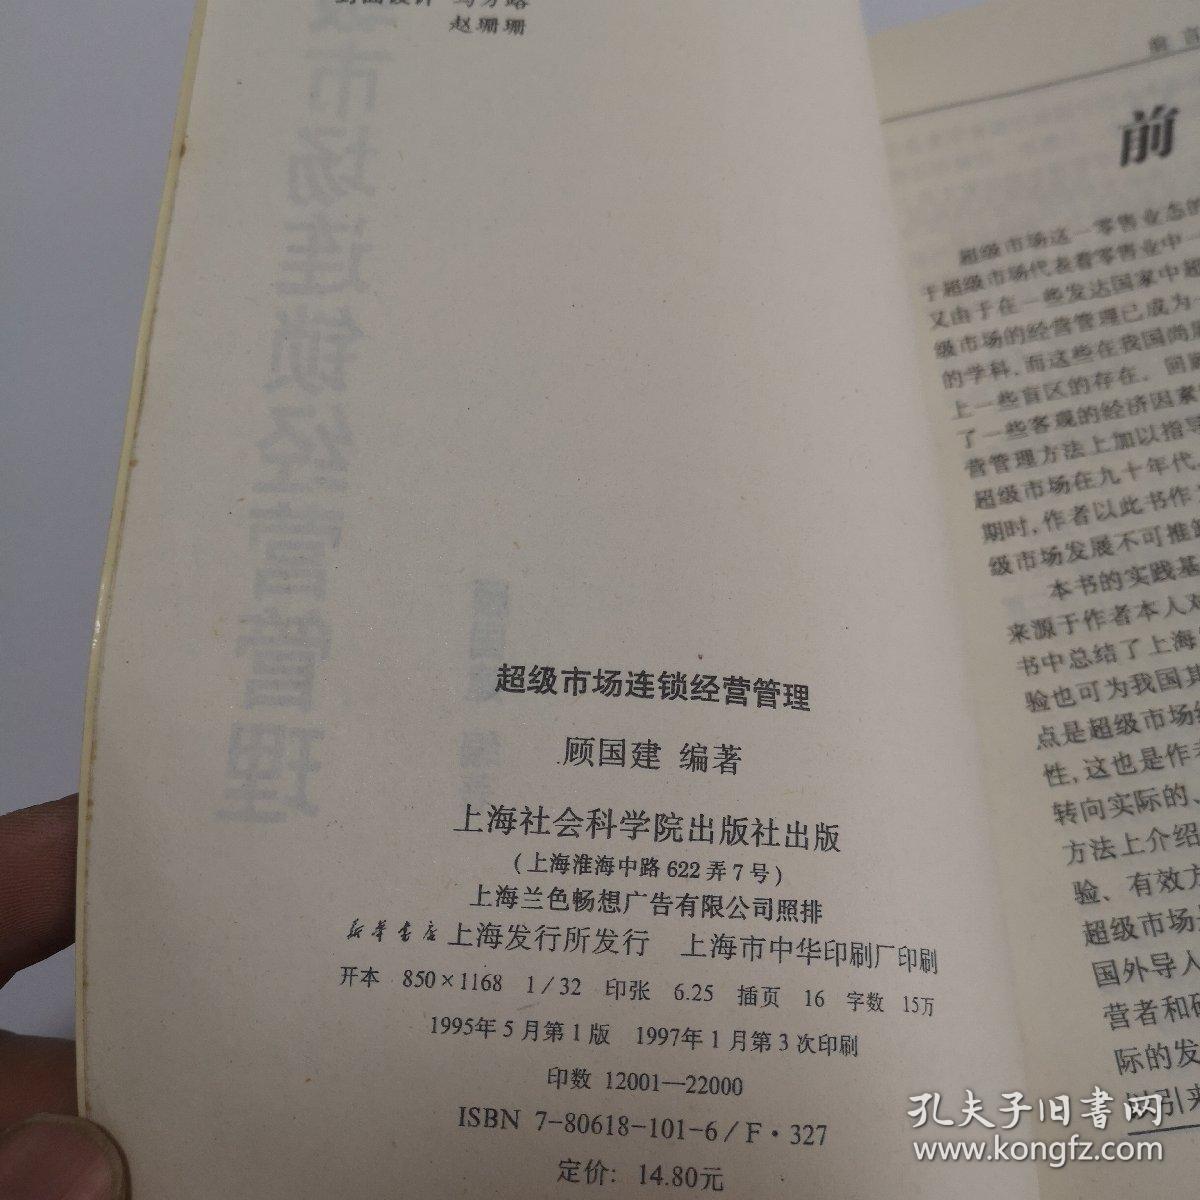 赵珊珊
超级市场连锁经营管理
顾国建 编著
上海社会科学院出版社出版
(上海淮海中路622弄7号)
上海兰色畅想广告有限公司照排
新华书店上海发行所发行 上海市中华印刷厂印刷
开本 850×1168 1/32 印张 6.25 插页 16 字数 15万
1995年5月第1版 1997年1月第3次印刷
印数 12001—22000
ISBN 7-80618-101-6/F·327
定价: 14.80元
前
超级市场这一零售业态的
于超级市场代表着零售业中一
又由于在一些发达国家中超
级市场的经营管理已成为一
的学科,而这些在我国尚
上一些盲区的存在。回
了一些客观的经济因素
营管理方法上加以指导
超级市场在九十年代,
期时,作者以此书作
级市场发展不可推
本书的实践基
来源于作者本人对
书中总结了上海
验也可为我国其
点是超级市场
性,这也是作者
转向实际的、
方法上介绍
验、有效方
超级市场
国外导入
营者和研
际的发
以引来
孔夫子旧书网
www.kongfz.com